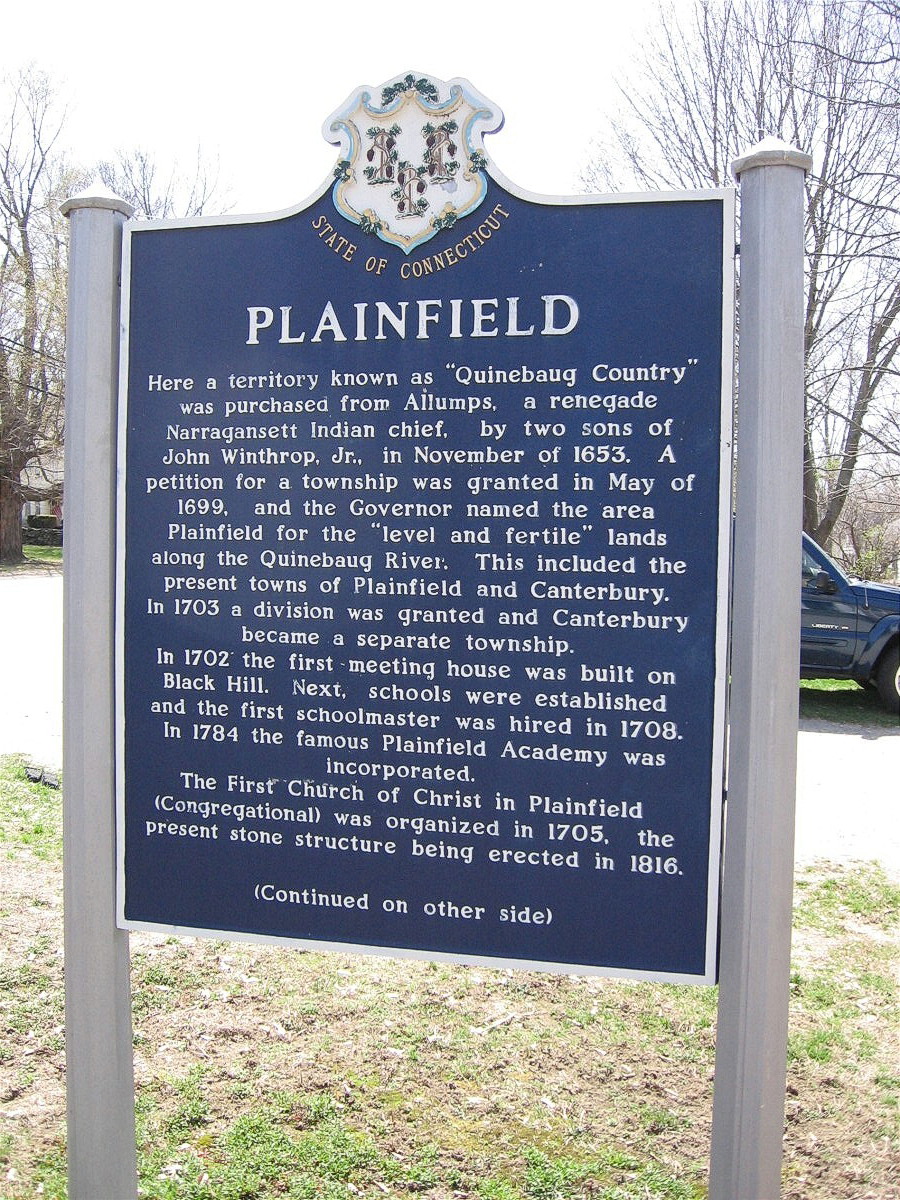 STATE OF CONNECTICUT
PLAINFIELD
Here a territory known as "Quinebaug Country"
was purchased from Allumps, a renegade
Narragansett Indian chief, by two sons of
John Winthrop, Jr., in November of 1653. A
petition for a township was granted in May of
1699, and the Governor named the area
Plainfield for the "level and fertile" lands
along the Quinebaug River. This included the
present towns of Plainfield and Canterbury.
In 1703 a division was granted and Canterbury
became a separate township.
In 1702 the first meeting house was built on
Black Hill. Next, schools were established
and the first schoolmaster was hired in 1708.
In 1784 the famous Plainfield Academy was
incorporated.
The First Church of Christ in Plainfield
(Congregational) was organized in 1705, the
present stone structure being erected in 1816.
(Continued on other side)
LIBERTY